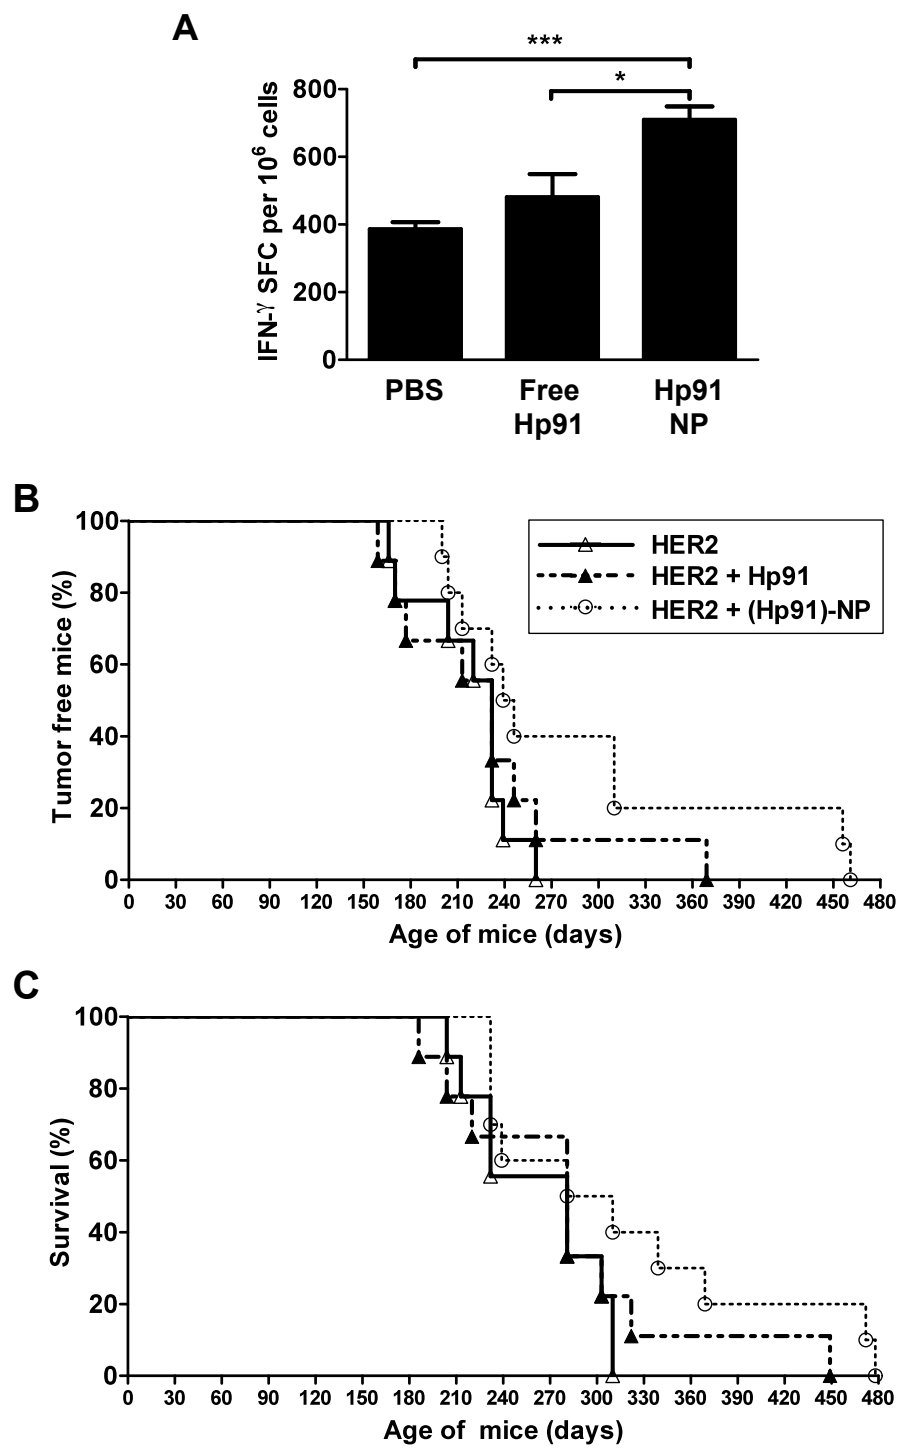 A
***
*
800
600
400
200
0
IFN-γ SFC per 10⁶ cells
PBS
Free
Hp91
Hp91
NP
B
100
80
60
40
20
0
Tumor free mice (%)
HER2
HER2 + Hp91
HER2 + (Hp91)-NP
0 30 60 90 120 150 180 210 240 270 300 330 360 390 420 450 480
Age of mice (days)
C
100
80
60
40
20
0
Survival (%)
0 30 60 90 120 150 180 210 240 270 300 330 360 390 420 450 480
Age of mice (days)